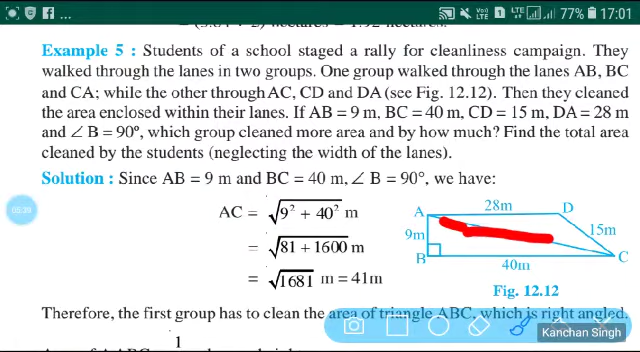 77% 17:01
Example 5 : Students of a school staged a rally for cleanliness campaign. They
walked through the lanes in two groups. One group walked through the lanes AB, BC
and CA; while the other through AC, CD and DA (see Fig. 12.12). Then they cleaned
the area enclosed within their lanes. If AB = 9 m, BC = 40 m, CD = 15 m, DA = 28 m
and ∠B = 90º, which group cleaned more area and by how much? Find the total area
cleaned by the students (neglecting the width of the lanes).
Solution : Since AB = 9 m and BC = 40 m, ∠ B = 90°, we have:
AC = √9² + 40² m
= √81 + 1600 m
= √1681 m = 41m
A 28m D
9m 15m
B 40m C
Fig. 12.12
Therefore, the first group has to clean the area of triangle ABC, which is right angled.
Kanchan Singh